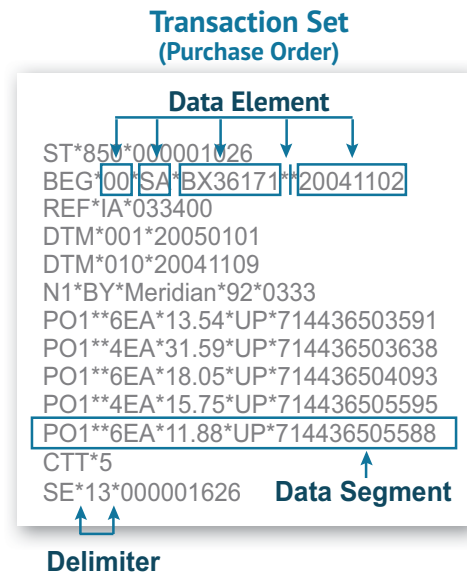 Transaction Set
(Purchase Order)
Data Element
ST*850*000001026
BEG*00*SA*BX36171**20041102
REF*IA*033400
DTM*001*20050101
DTM*010*20041109
N1*BY*Meridian*92*0333
PO1**6EA*13.54*UP*714436503591
PO1**4EA*31.59*UP*714436503638
PO1**6EA*18.05*UP*714436504093
PO1**4EA*15.75*UP*714436505595
PO1**6EA*11.88*UP*714436505588
CTT*5
SE*13*000001626
Data Segment
Delimiter